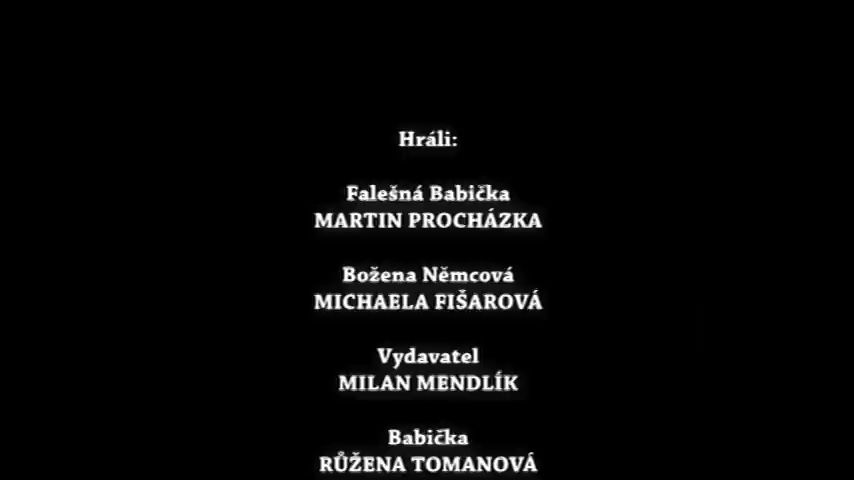 Hráli:
Falešná Babička
MARTIN PROCHÁZKA
Božena Němcová
MICHAELA FIŠAROVÁ
Vydavatel
MILAN MENDLÍK
Babička
RŮŽENA TOMANOVÁ